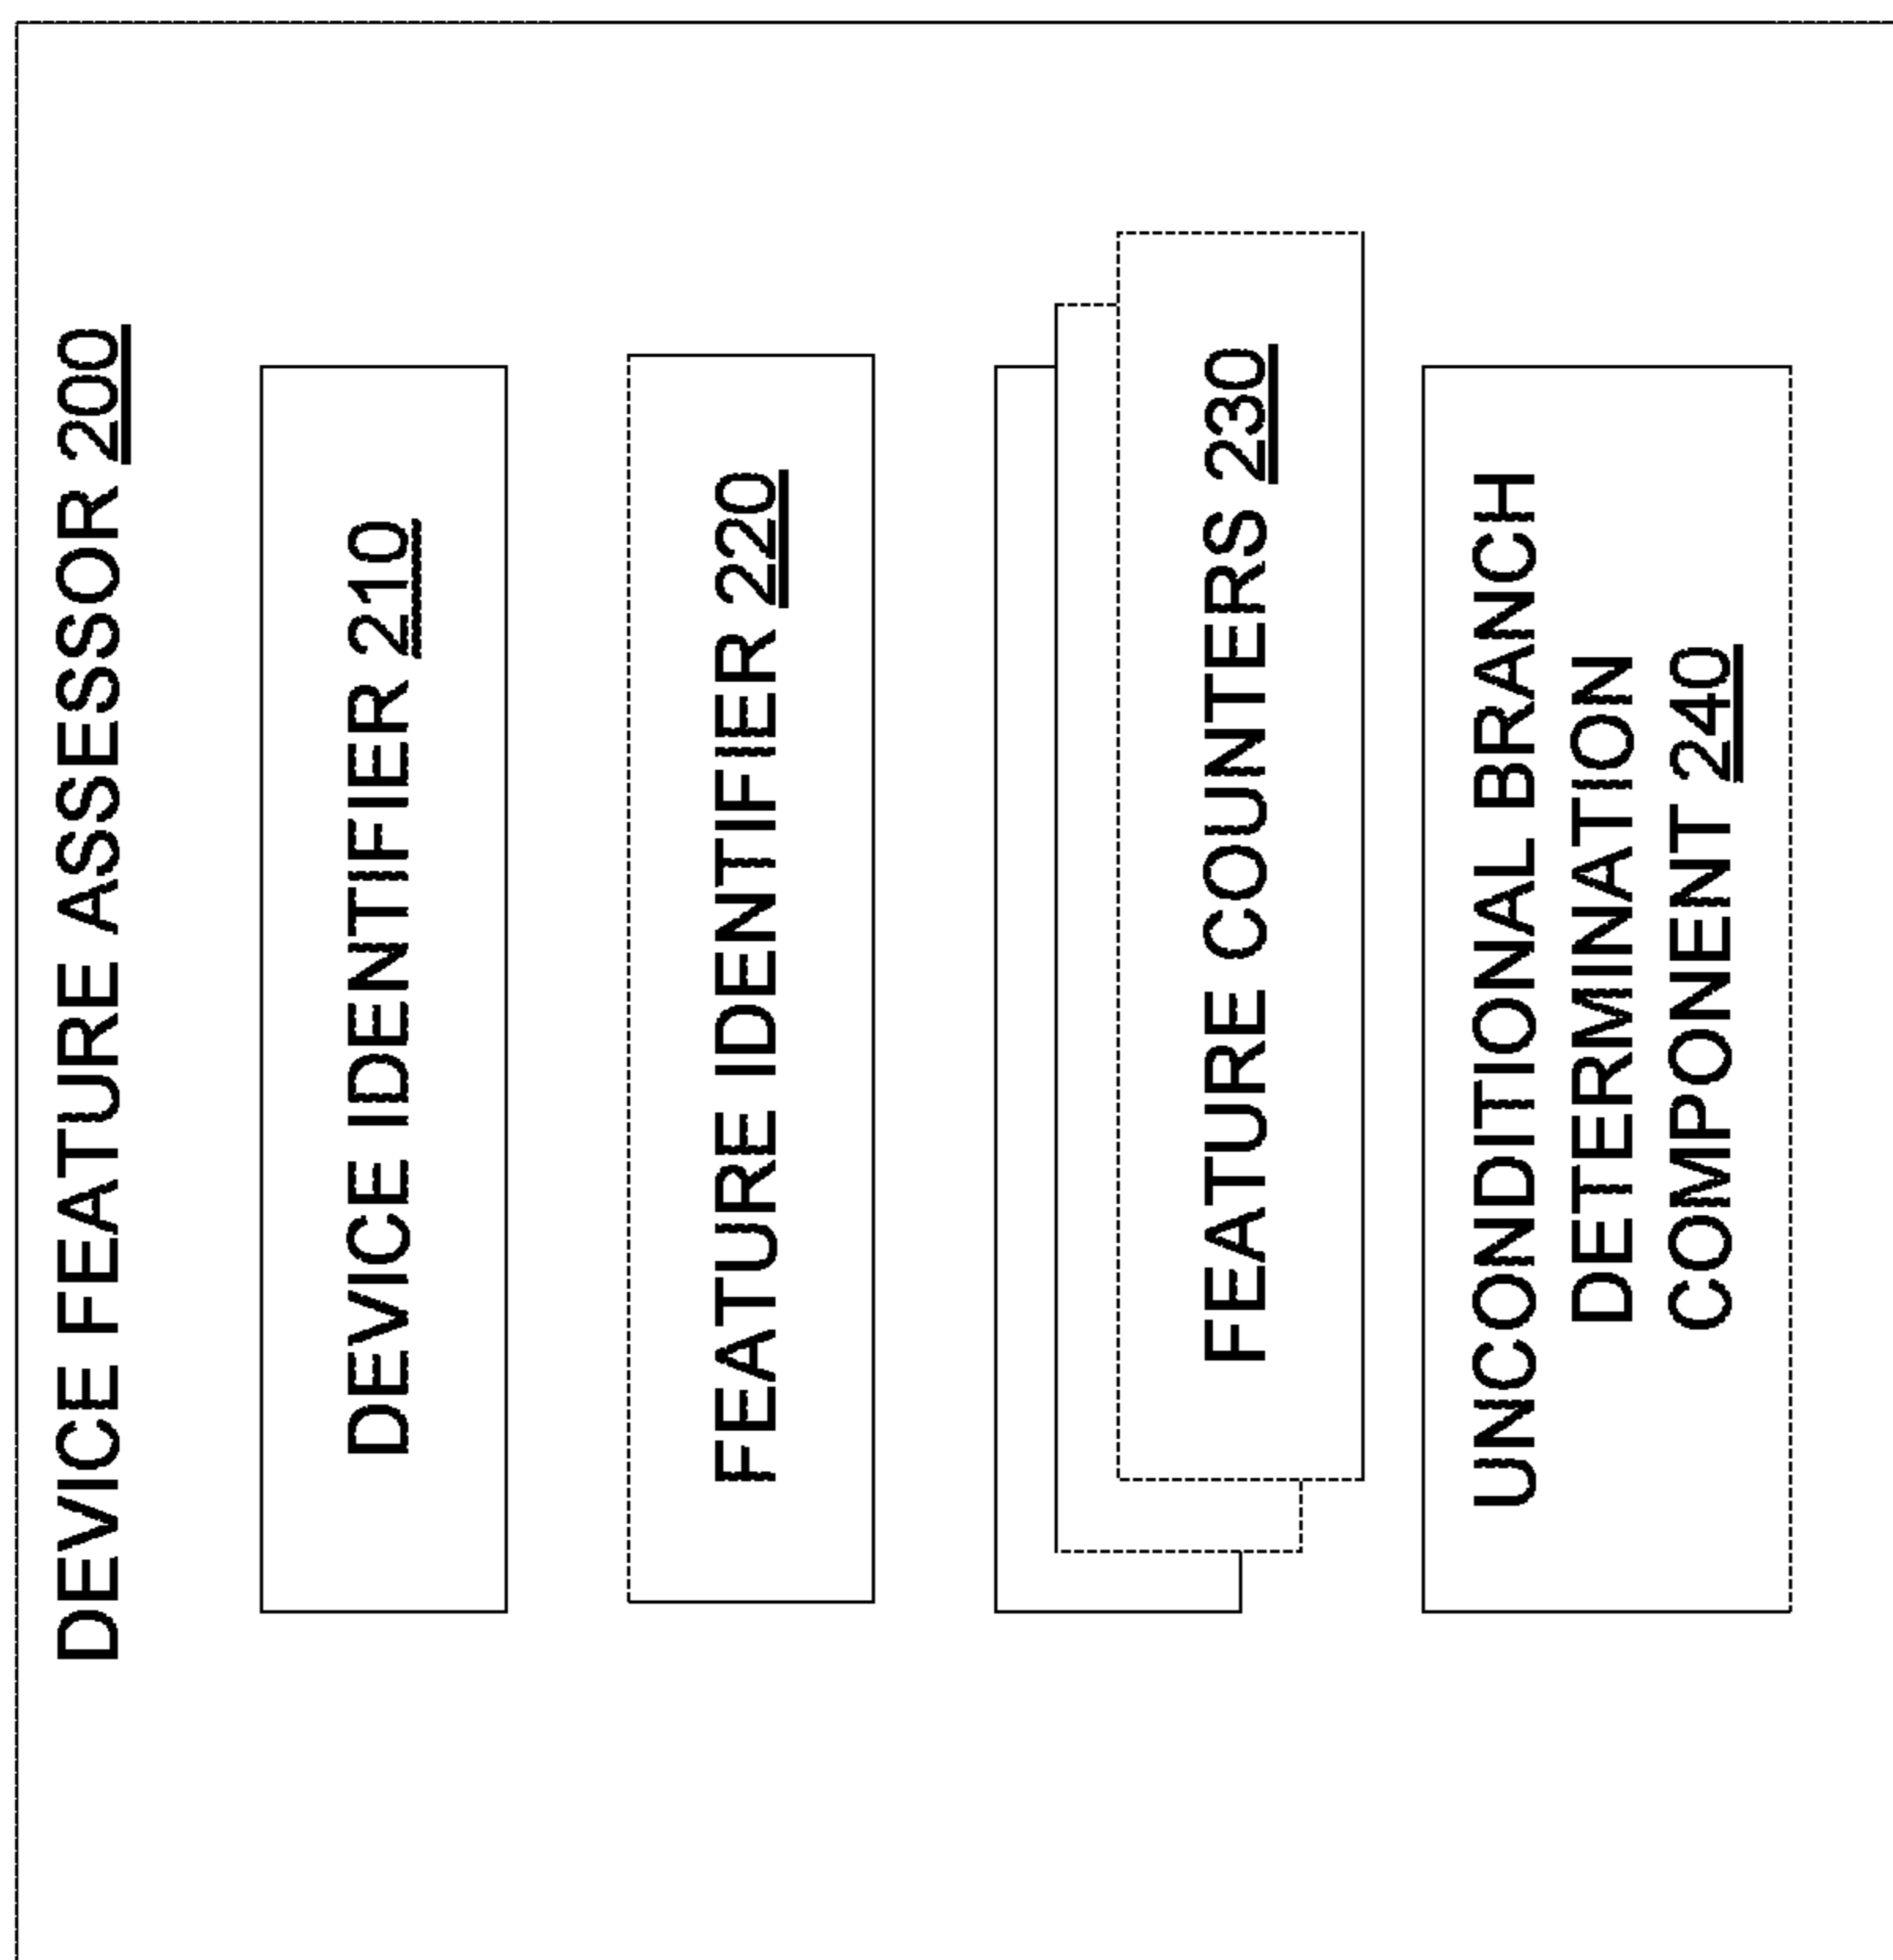 DEVICE FEATURE ASSESSOR 200
DEVICE IDENTIFIER 210
FEATURE IDENTIFIER 220
FEATURE COUNTERS 230
UNCONDITIONAL BRANCH
DETERMINATION
COMPONENT 240